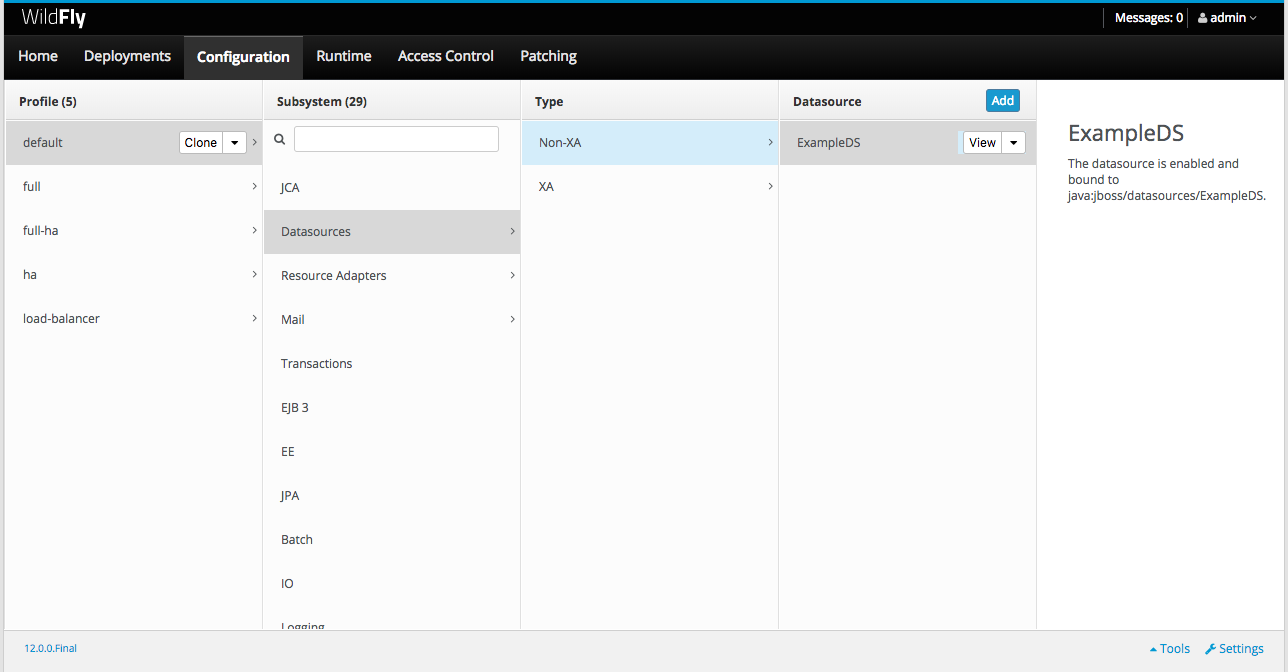 WildFly
Messages: 0 admin
Home Deployments Configuration Runtime Access Control Patching
Profile (5)
default Clone
full
full-ha
ha
load-balancer
Subsystem (29)
JCA
Datasources
Resource Adapters
Mail
Transactions
EJB 3
EE
JPA
Batch
IO
Logging
Type
Non-XA
XA
Datasource Add
ExampleDS View
ExampleDS
The datasource is enabled and
bound to
java:jboss/datasources/ExampleDS.
12.0.0.Final
Tools Settings